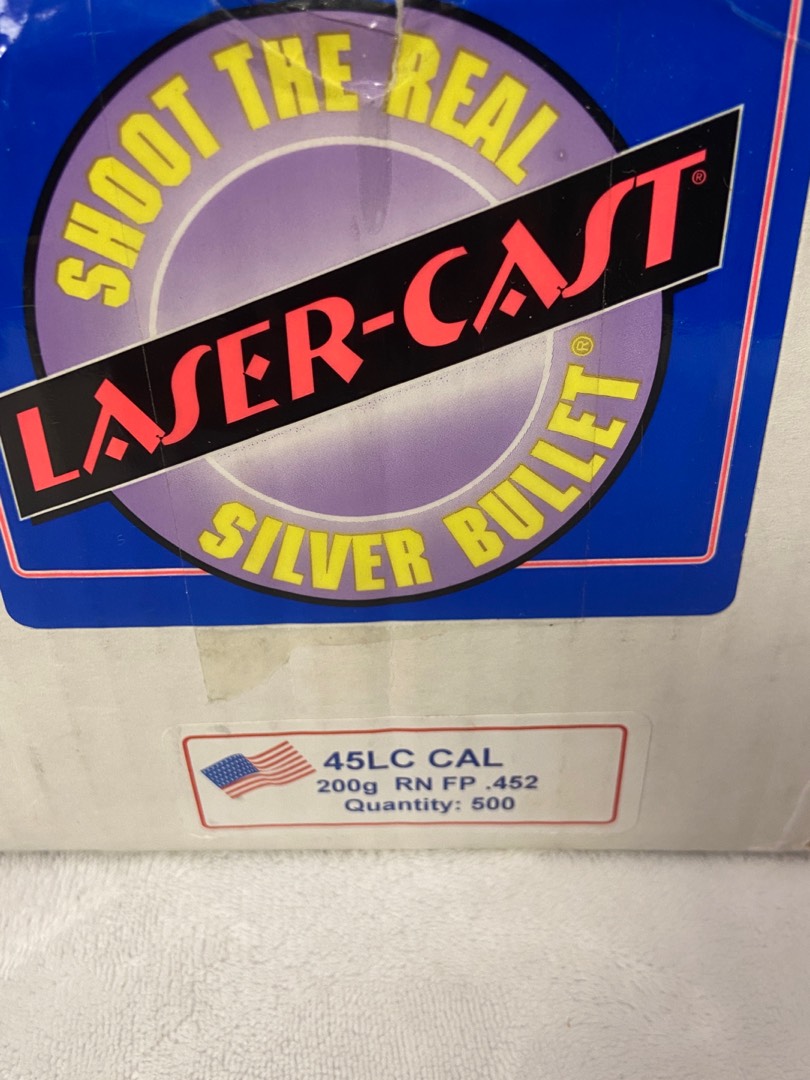 SHOOT THE REAL
LASER-CAST®
SILVER BULLET®
45LC CAL
200g RN FP .452
Quantity: 500